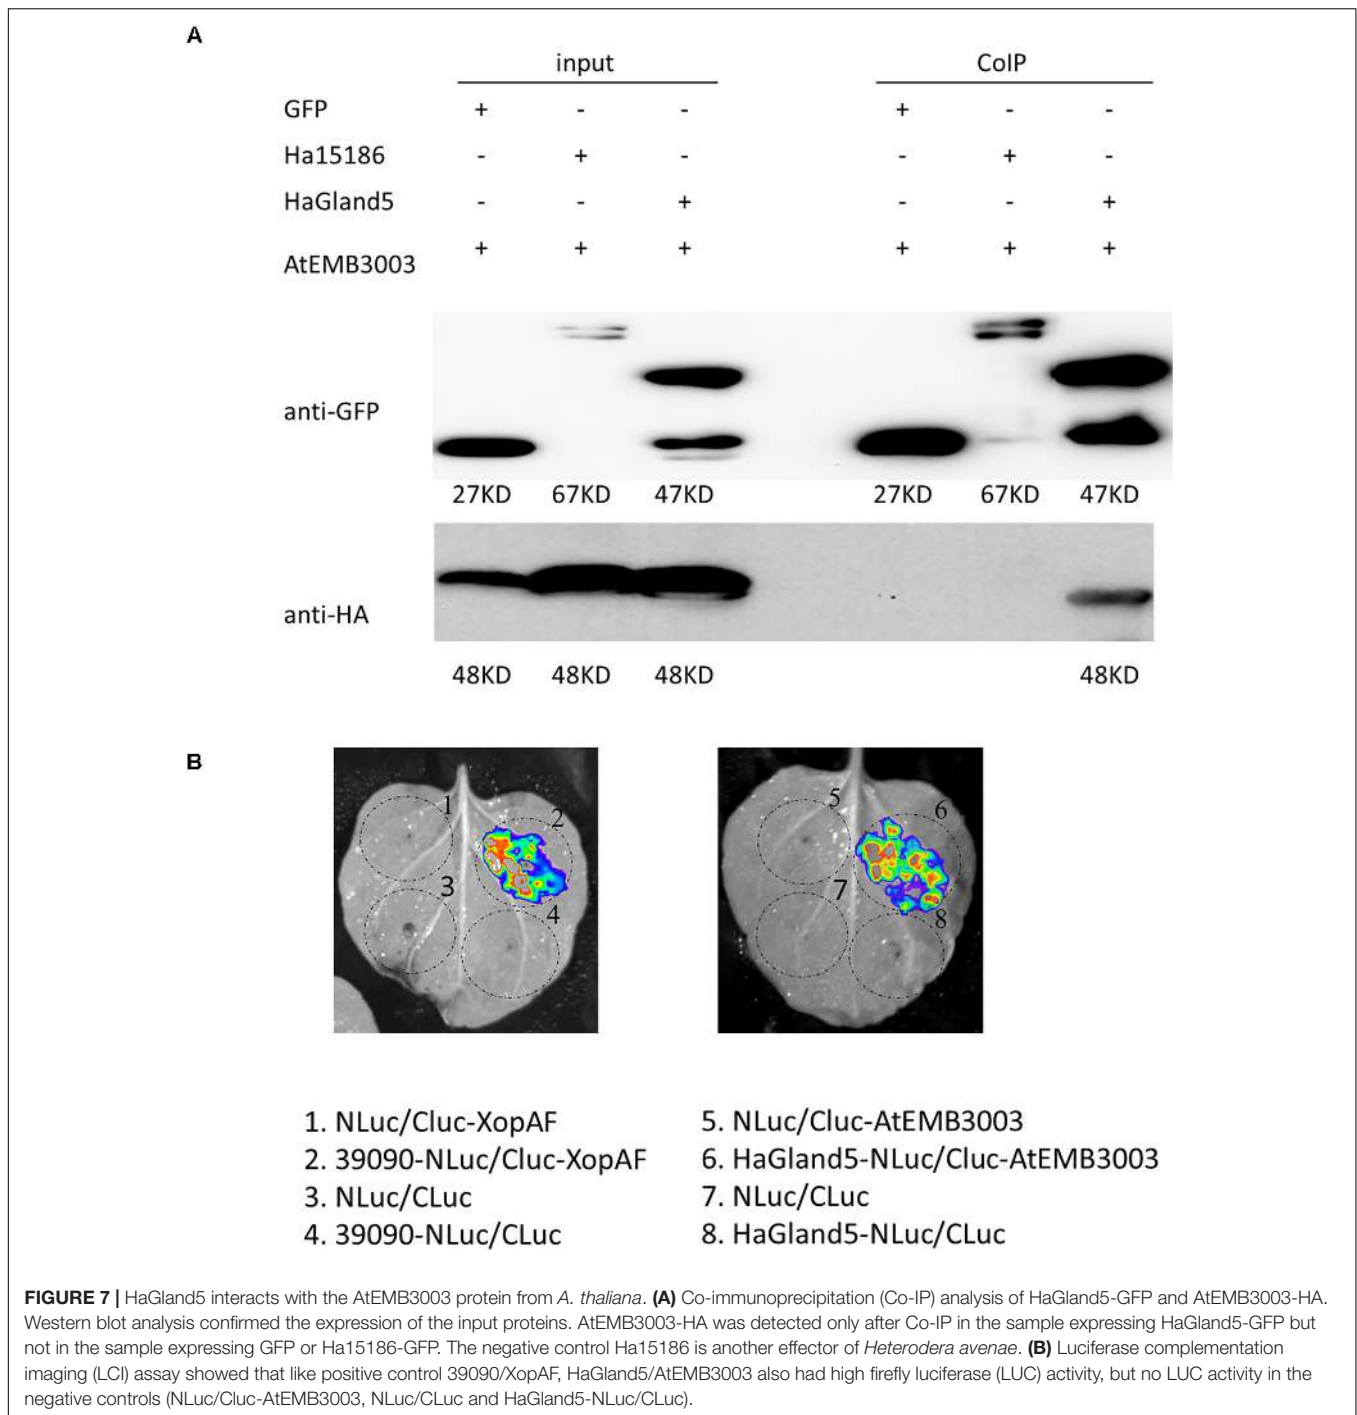 A
input CoIP
GFP + - - + - -
Ha15186 - + - - + -
HaGland5 - - + - - +
AtEMB3003 + + + + + +
anti-GFP
27KD 67KD 47KD 27KD 67KD 47KD
anti-HA
48KD 48KD 48KD 48KD
B
1 2 5 6
3 4 7 8
1. NLuc/Cluc-XopAF 5. NLuc/Cluc-AtEMB3003
2. 39090-NLuc/Cluc-XopAF 6. HaGland5-NLuc/Cluc-AtEMB3003
3. NLuc/CLuc 7. NLuc/CLuc
4. 39090-NLuc/CLuc 8. HaGland5-NLuc/CLuc
FIGURE 7 | HaGland5 interacts with the AtEMB3003 protein from A. thaliana. (A) Co-immunoprecipitation (Co-IP) analysis of HaGland5-GFP and AtEMB3003-HA.
Western blot analysis confirmed the expression of the input proteins. AtEMB3003-HA was detected only after Co-IP in the sample expressing HaGland5-GFP but
not in the sample expressing GFP or Ha15186-GFP. The negative control Ha15186 is another effector of Heterodera avenae. (B) Luciferase complementation
imaging (LCI) assay showed that like positive control 39090/XopAF, HaGland5/AtEMB3003 also had high firefly luciferase (LUC) activity, but no LUC activity in the
negative controls (NLuc/Cluc-AtEMB3003, NLuc/CLuc and HaGland5-NLuc/CLuc).